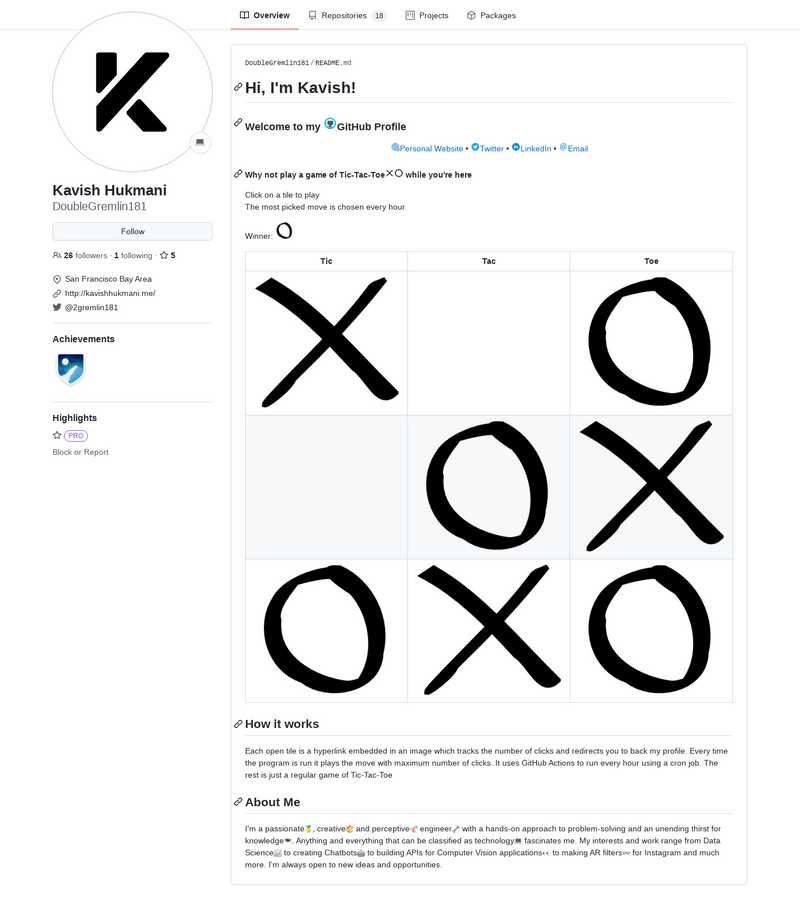 Overview
Repositories 18
Projects
Packages
Kavish Hukmani
DoubleGremlin181
Follow
26 followers · 1 following · 5
San Francisco Bay Area
http://kavishhukmani.me/
@2gremlin181
Achievements
Highlights
PRO
Block or Report
DoubleGremlin181 / README.md
Hi, I'm Kavish!
Welcome to my GitHub Profile
Personal Website • Twitter • LinkedIn • Email
Why not play a game of Tic-Tac-Toe while you're here
Click on a tile to play
The most picked move is chosen every hour
Winner:
Tic Tac Toe
How it works
Each open tile is a hyperlink embedded in an image which tracks the number of clicks and redirects you to back my profile. Every time
the program is run it plays the move with maximum number of clicks. It uses GitHub Actions to run every hour using a cron job. The
rest is just a regular game of Tic-Tac-Toe
About Me
I'm a passionate, creative and perceptive engineer with a hands-on approach to problem-solving and an unending thirst for
knowledge. Anything and everything that can be classified as technology fascinates me. My interests and work range from Data
Science to creating Chatbots to building APIs for Computer Vision applications to making AR filters for Instagram and much
more. I'm always open to new ideas and opportunities.